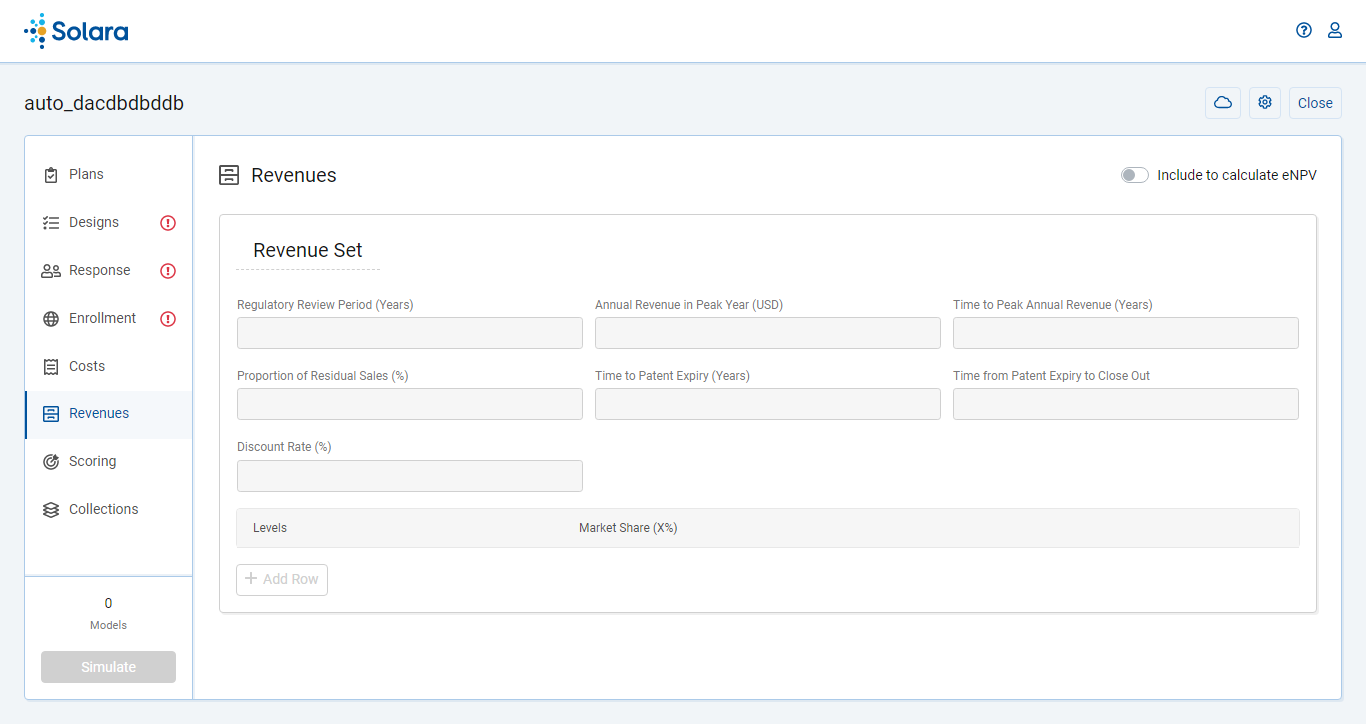 Solara
auto_dacdbdbddb
Close
Plans
Designs
Response
Enrollment
Costs
Revenues
Scoring
Collections
0
Models
Simulate
Revenues
Include to calculate eNPV
Revenue Set
Regulatory Review Period (Years)
Annual Revenue in Peak Year (USD)
Time to Peak Annual Revenue (Years)
Proportion of Residual Sales (%)
Time to Patent Expiry (Years)
Time from Patent Expiry to Close Out
Discount Rate (%)
Levels
Market Share (X%)
+ Add Row